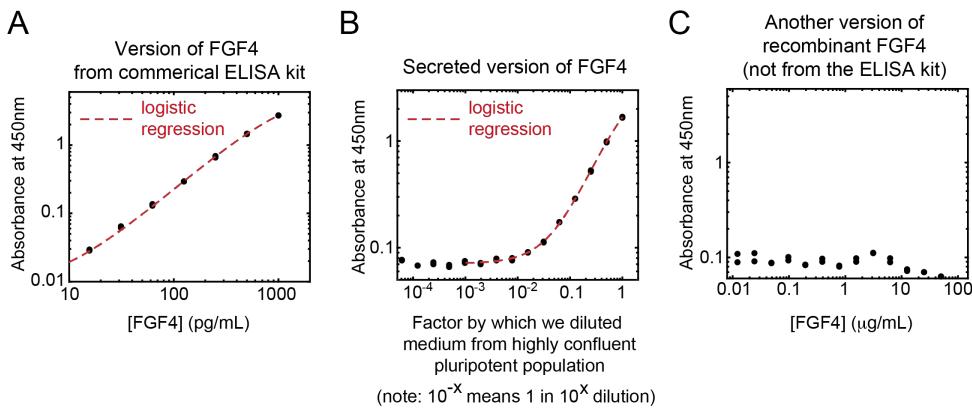 A
Version of FGF4
from commerical ELISA kit
Absorbance at 450nm
logistic
regression
1
0.1
0.01
10
100
1000
[FGF4] (pg/mL)
B
Secreted version of FGF4
Absorbance at 450nm
logistic
regression
1
0.1
10⁻⁴
10⁻³
10⁻²
0.1
1
Factor by which we diluted
medium from highly confluent
pluripotent population
(note: 10⁻ˣ means 1 in 10ˣ dilution)
C
Another version of
recombinant FGF4
(not from the ELISA kit)
Absorbance at 450nm
1
0.1
0.01
0.1
1
10
100
[FGF4] (μg/mL)